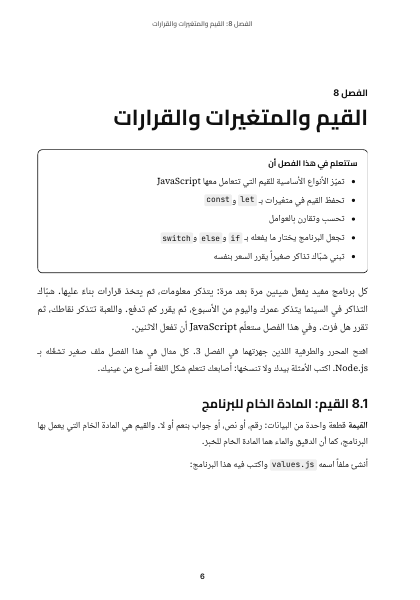 الفصل 8: القيم والمتغيرات والقرارات
الفصل 8
القيم والمتغيرات والقرارات
ستتعلم في هذا الفصل أن
• تميّز الأنواع الأساسية للقيم التي تتعامل معها JavaScript
• تحفظ القيم في متغيرات بـ let و const
• تحسب وتقارن بالعوامل
• تجعل البرنامج يختار ما يفعله بـ if و else و switch
• تبني شبّاك تذاكر صغيراً يقرر السعر بنفسه
كل برنامج مفيد يفعل شيئين مرة بعد مرة: يتذكر معلومات، ثم يتخذ قرارات بناء عليها. شبّاك
التذاكر في السينما يتذكر عمرك واليوم من الأسبوع، ثم يقرر كم تدفع. واللعبة تتذكر نقاطك، ثم
تقرر هل فزت. وفي هذا الفصل ستعلّم JavaScript أن تفعل الاثنين.
افتح المحرر والطرفية اللذين جهزتهما في الفصل 3. كل مثال في هذا الفصل ملف صغير تشغّله بـ
Node.js. اكتب الأمثلة بيدك ولا تنسخها: أصابعك تتعلم شكل اللغة أسرع من عينيك.
8.1 القيم: المادة الخام للبرنامج
القيمة قطعة واحدة من البيانات: رقم، أو نص، أو جواب بنعم أو لا. والقيم هي المادة الخام التي يعمل بها
البرنامج، كما أن الدقيق والماء هما المادة الخام للخبز.
أنشئ ملفاً اسمه values.js واكتب فيه هذا البرنامج:
6